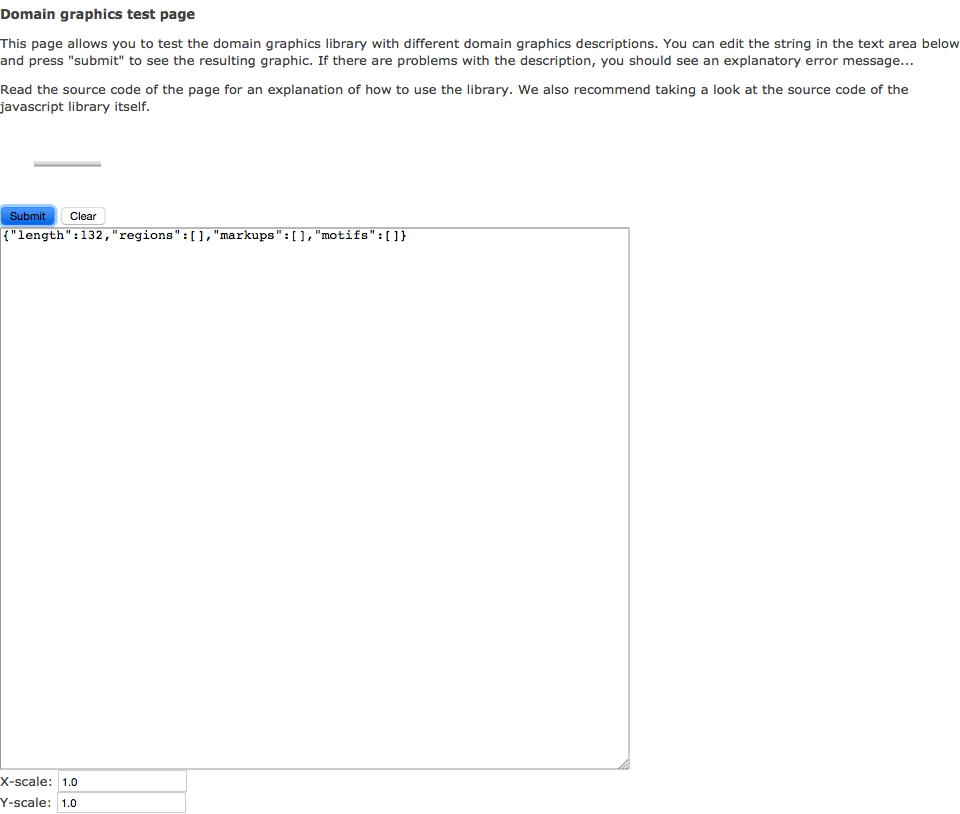 Domain graphics test page
This page allows you to test the domain graphics library with different domain graphics descriptions. You can edit the string in the text area below
and press "submit" to see the resulting graphic. If there are problems with the description, you should see an explanatory error message...
Read the source code of the page for an explanation of how to use the library. We also recommend taking a look at the source code of the
javascript library itself.
Submit Clear
{"length":132,"regions":[],"markups":[],"motifs":[]}
X-scale: 1.0
Y-scale: 1.0